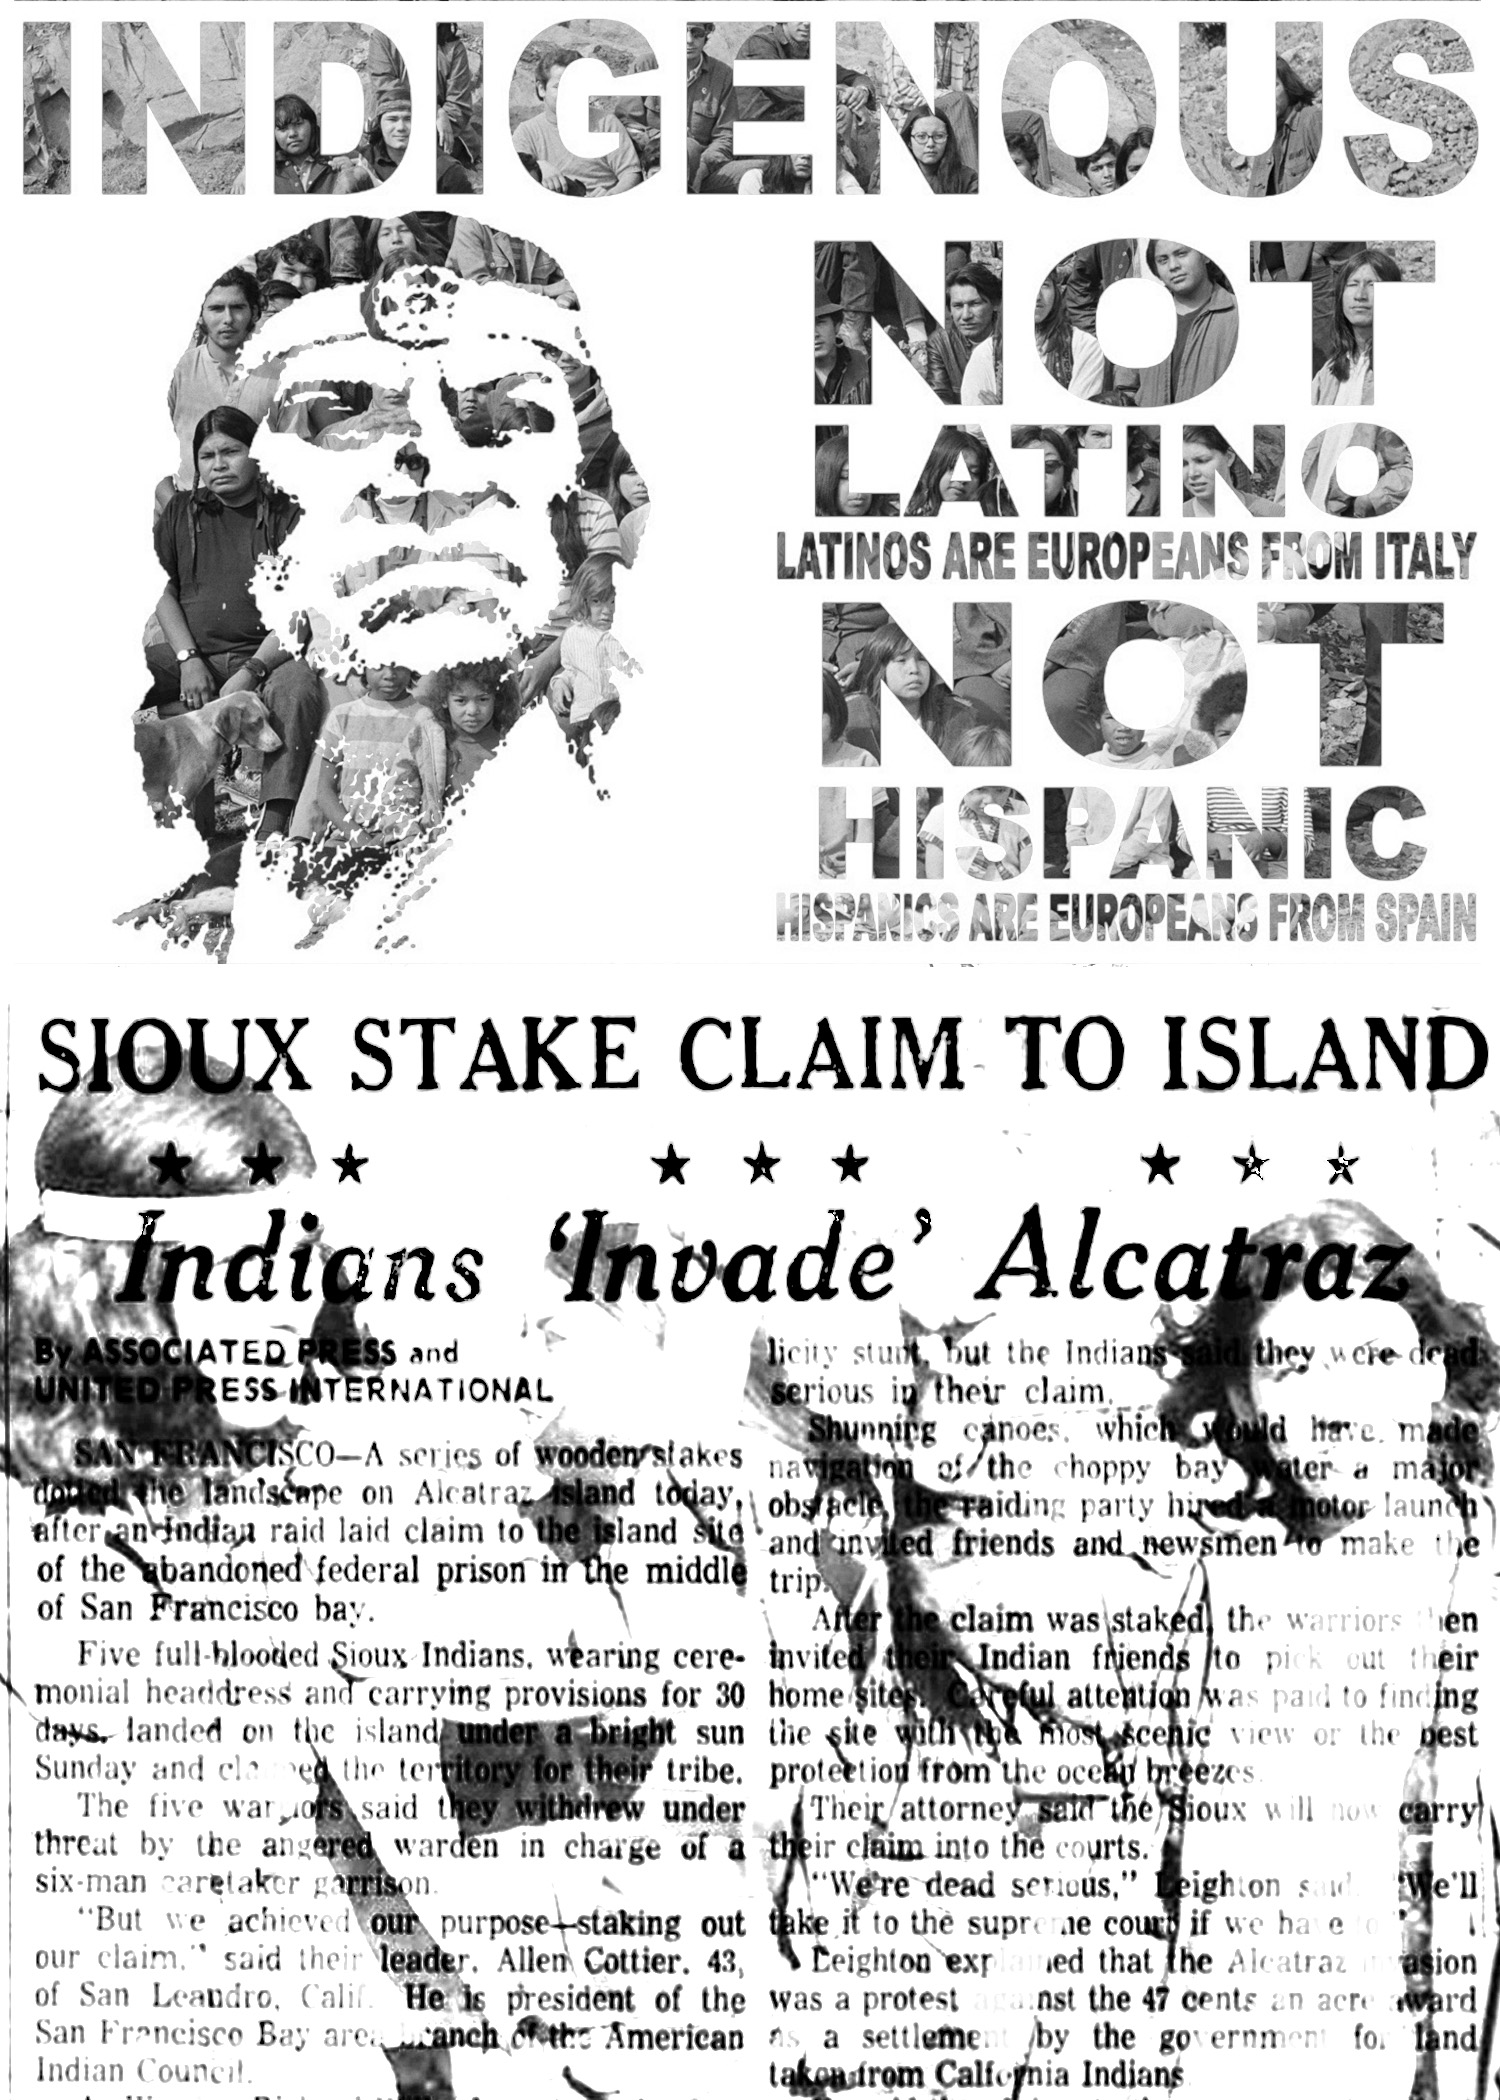 INDIGENOUS
NOT
LATINO
LATINOS ARE EUROPEANS FROM ITALY
NOT
HISPANIC
HISPANICS ARE EUROPEANS FROM SPAIN
SIOUX STAKE CLAIM TO ISLAND
Indians 'Invade' Alcatraz
By ASSOCIATED PRESS and
UNITED PRESS INTERNATIONAL
SAN FRANCISCO—A series of wooden stakes
dotted the landscape on Alcatraz Island today,
after an Indian raid laid claim to the island site
of the abandoned federal prison in the middle
of San Francisco bay.
Five full-blooded Sioux Indians, wearing cere-
monial headdress and carrying provisions for 30
days, landed on the island under a bright sun
Sunday and claimed the territory for their tribe.
The five warriors said they withdrew under
threat by the angered warden in charge of a
six-man caretaker garrison.
"But we achieved our purpose—staking out
our claim," said their leader, Allen Cottier, 43,
of San Leandro, Calif. He is president of the
San Francisco Bay area branch of the American
Indian Council.
licity stunt, but the Indians said they were dead
serious in their claim.
Shunning canoes, which would have made
navigation of the choppy bay water a major
obstacle, the raiding party hired a motor launch
and invited friends and newsmen to make the
trip.
After the claim was staked, the warriors then
invited their Indian friends to pick out their
home sites. Careful attention was paid to finding
the site with the most scenic view or the best
protection from the ocean breezes.
Their attorney said the Sioux will now carry
their claim into the courts.
"We're dead serious," Leighton said. "We'll
take it to the supreme court if we have to."
Leighton explained that the Alcatraz invasion
was a protest against the 47 cents an acre award
as a settlement by the government for land
taken from Calfornia Indians